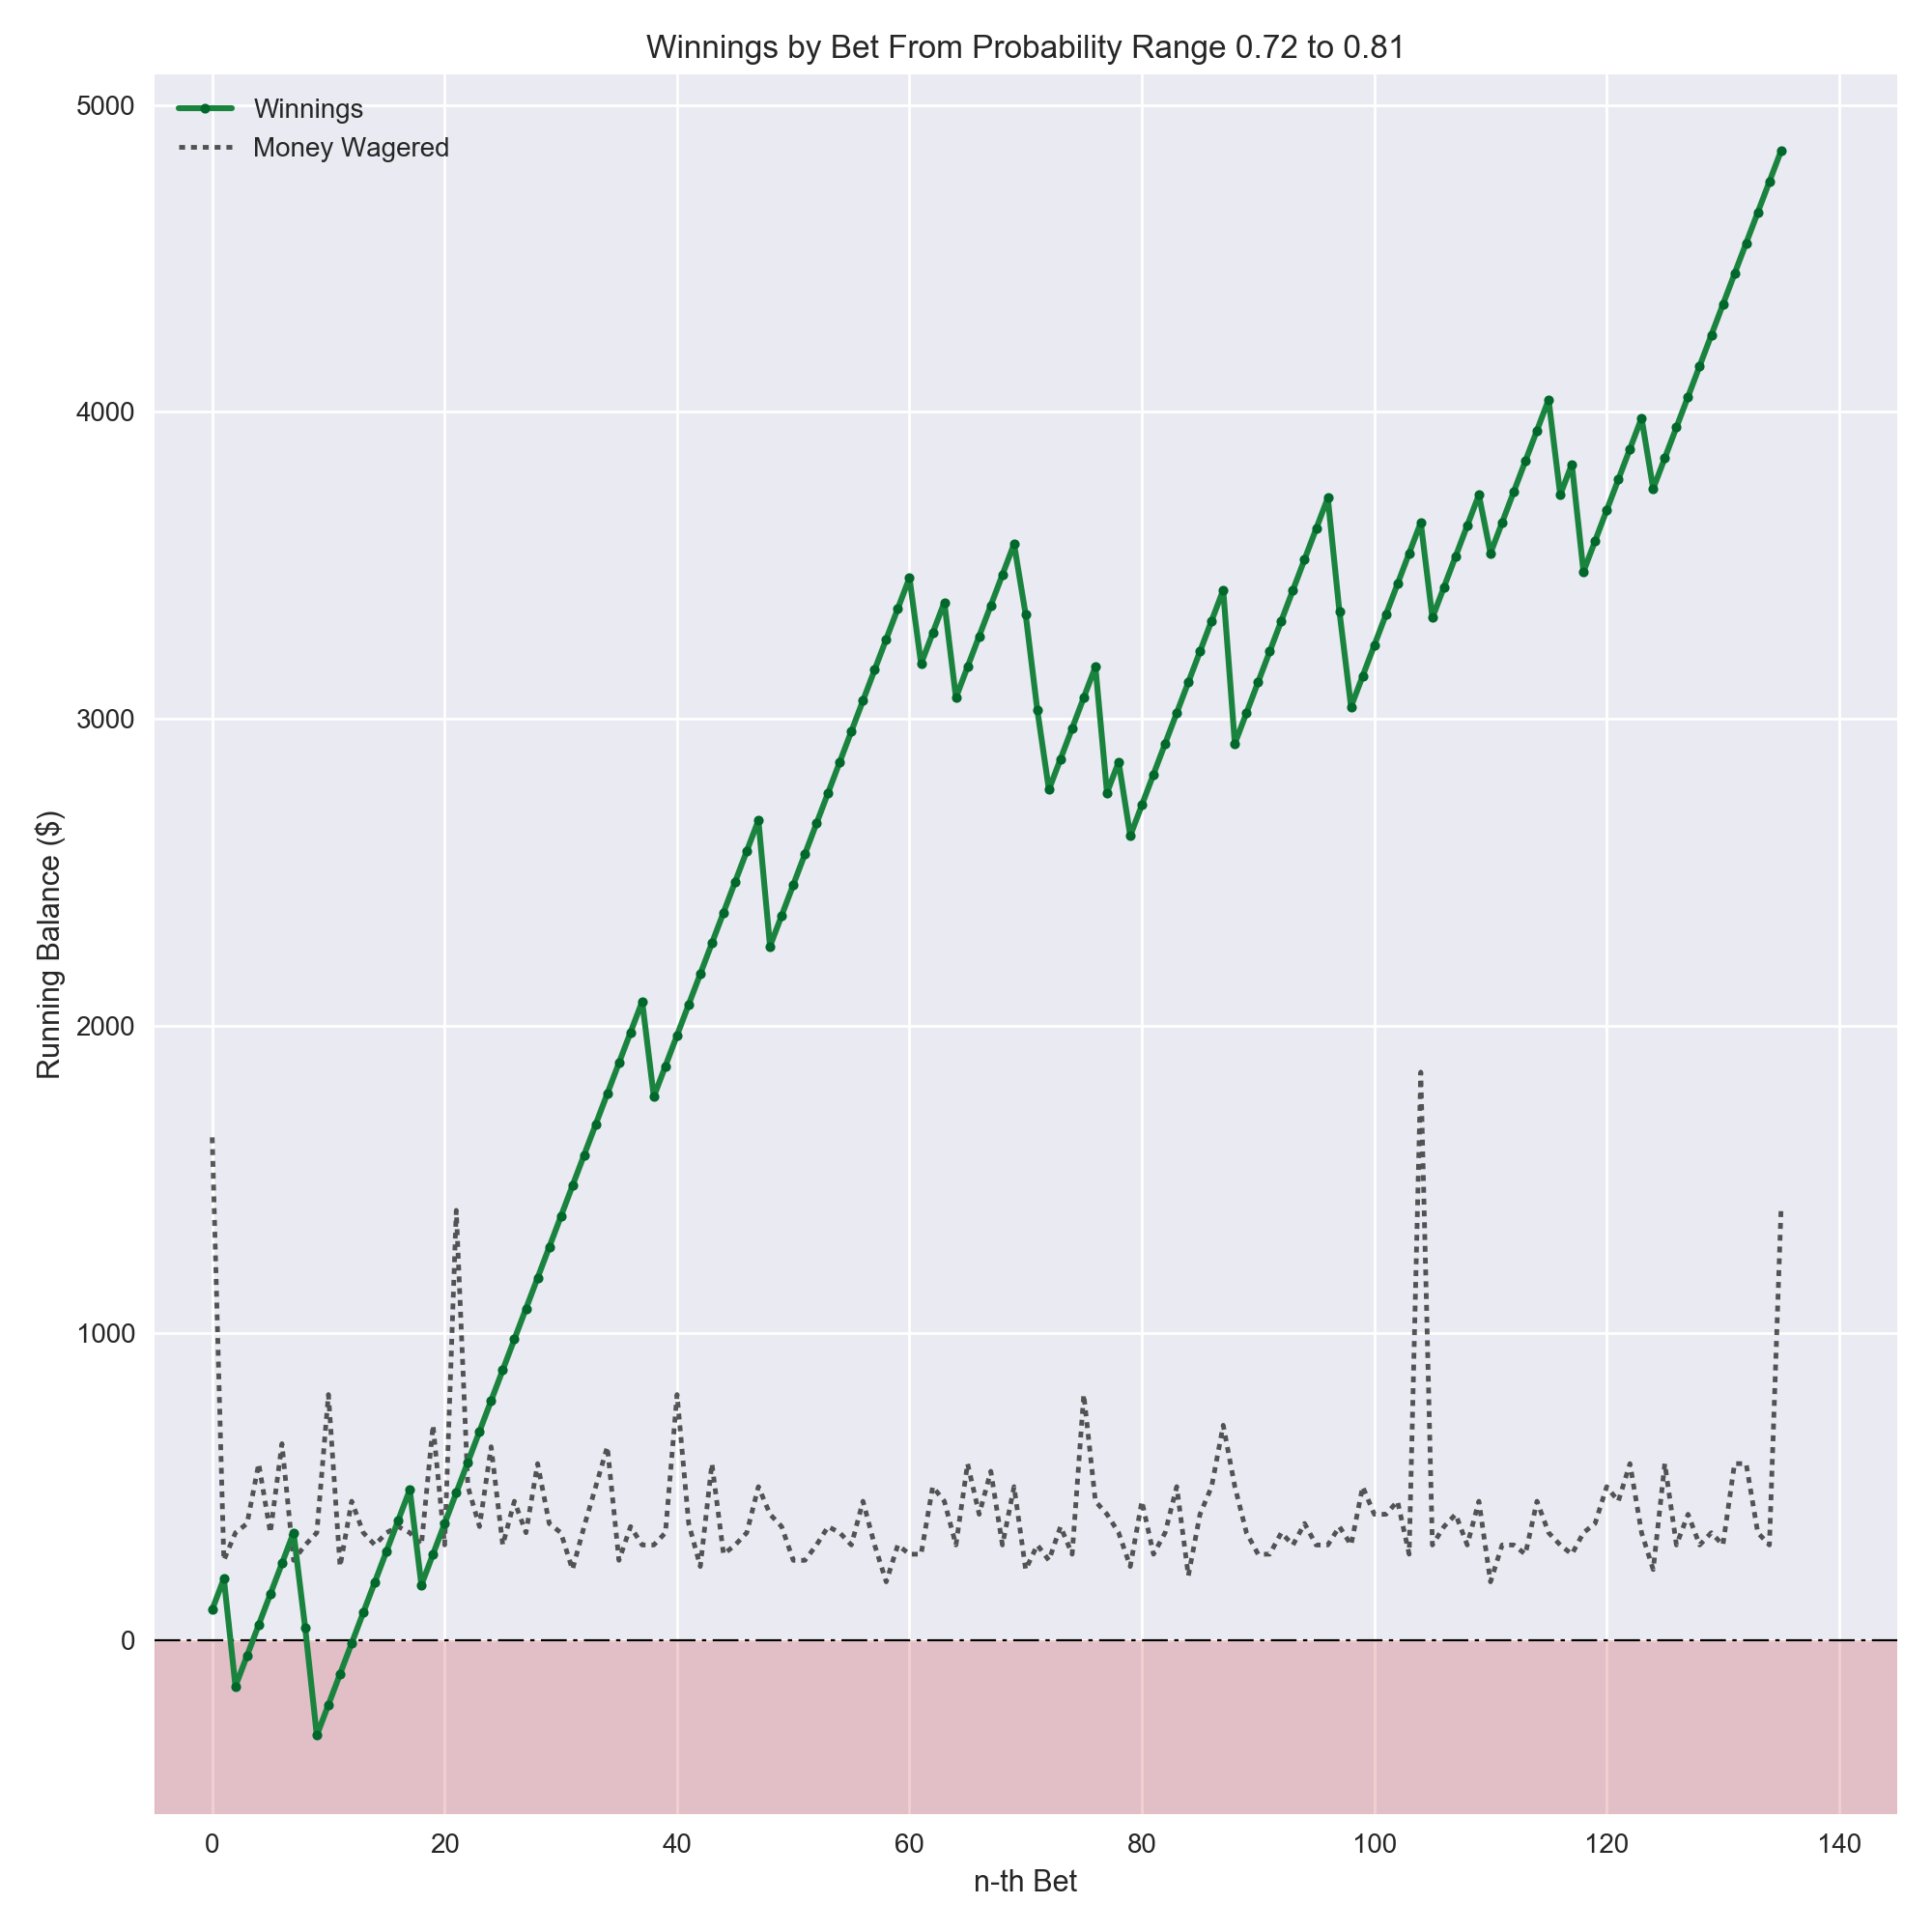 Winnings by Bet From Probability Range 0.72 to 0.81
Winnings
Money Wagered
5000
4000
3000
2000
1000
0
Running Balance ($)
0 20 40 60 80 100 120 140
n-th Bet